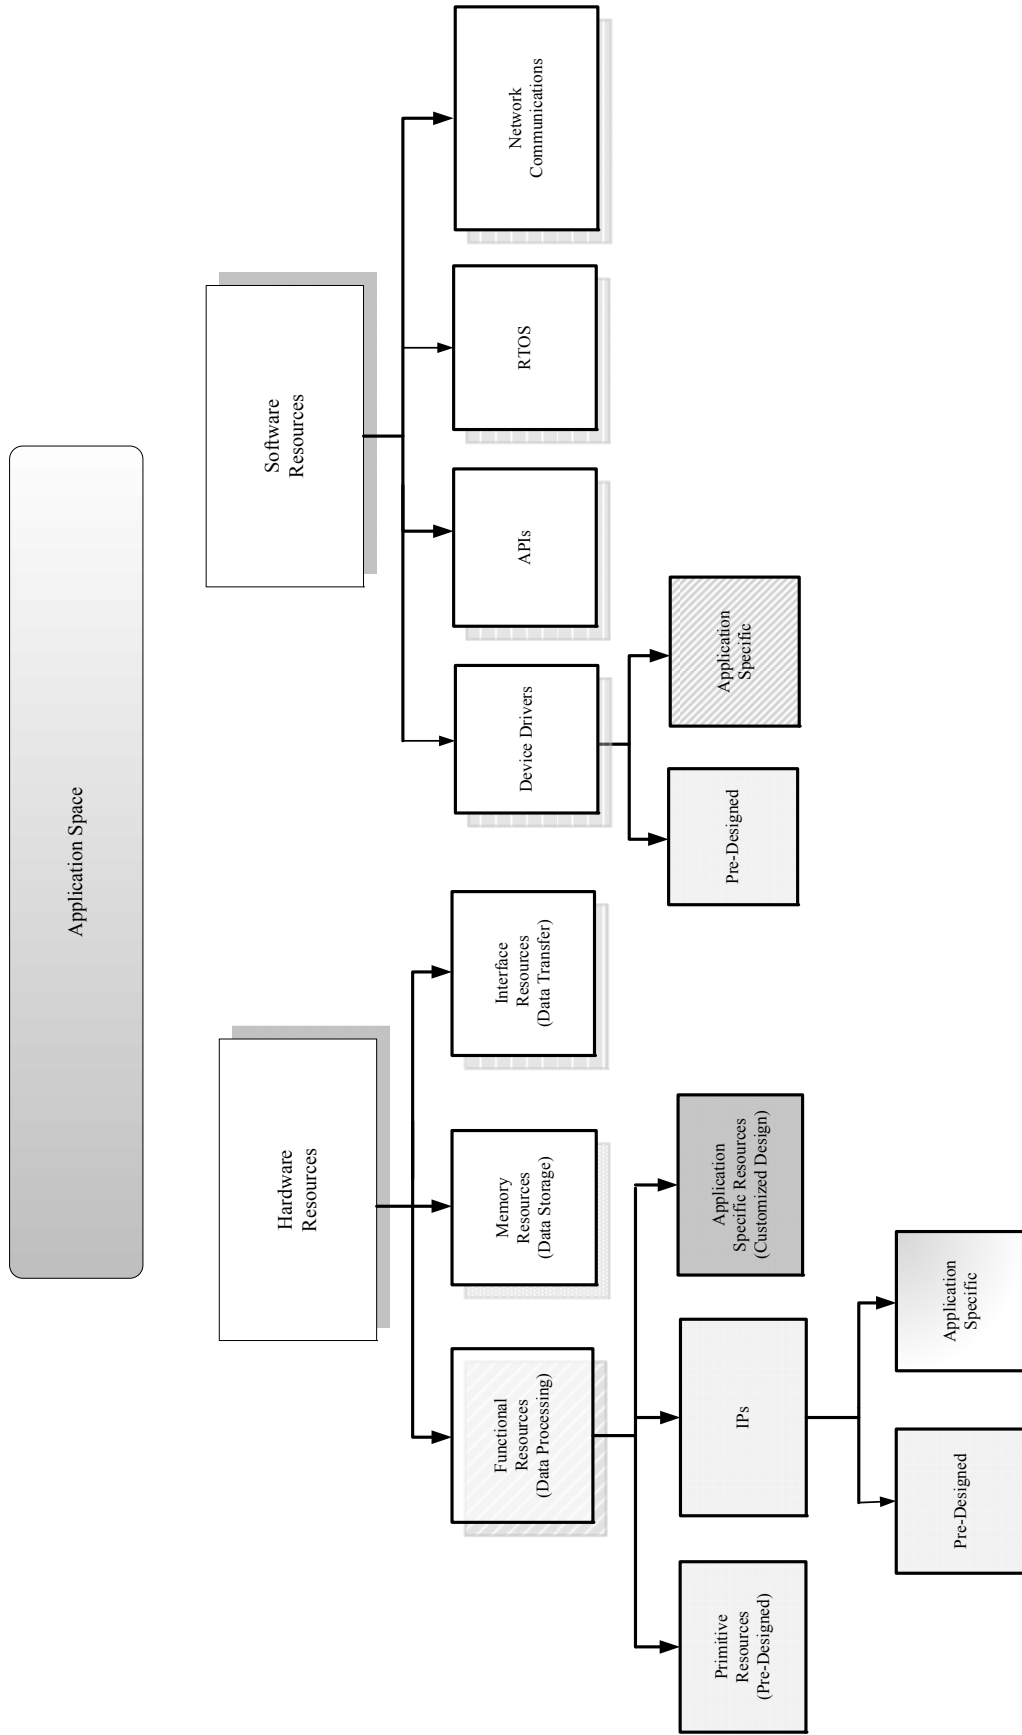 Application Space
Hardware
Resources
Software
Resources
Functional
Resources
(Data Processing)
Memory
Resources
(Data Storage)
Interface
Resources
(Data Transfer)
Device Drivers
APIs
RTOS
Network
Communications
Primitive
Resources
(Pre-Designed)
IPs
Application
Specific Resources
(Customized Design)
Pre-Designed
Application
Specific
Pre-Designed
Application
Specific